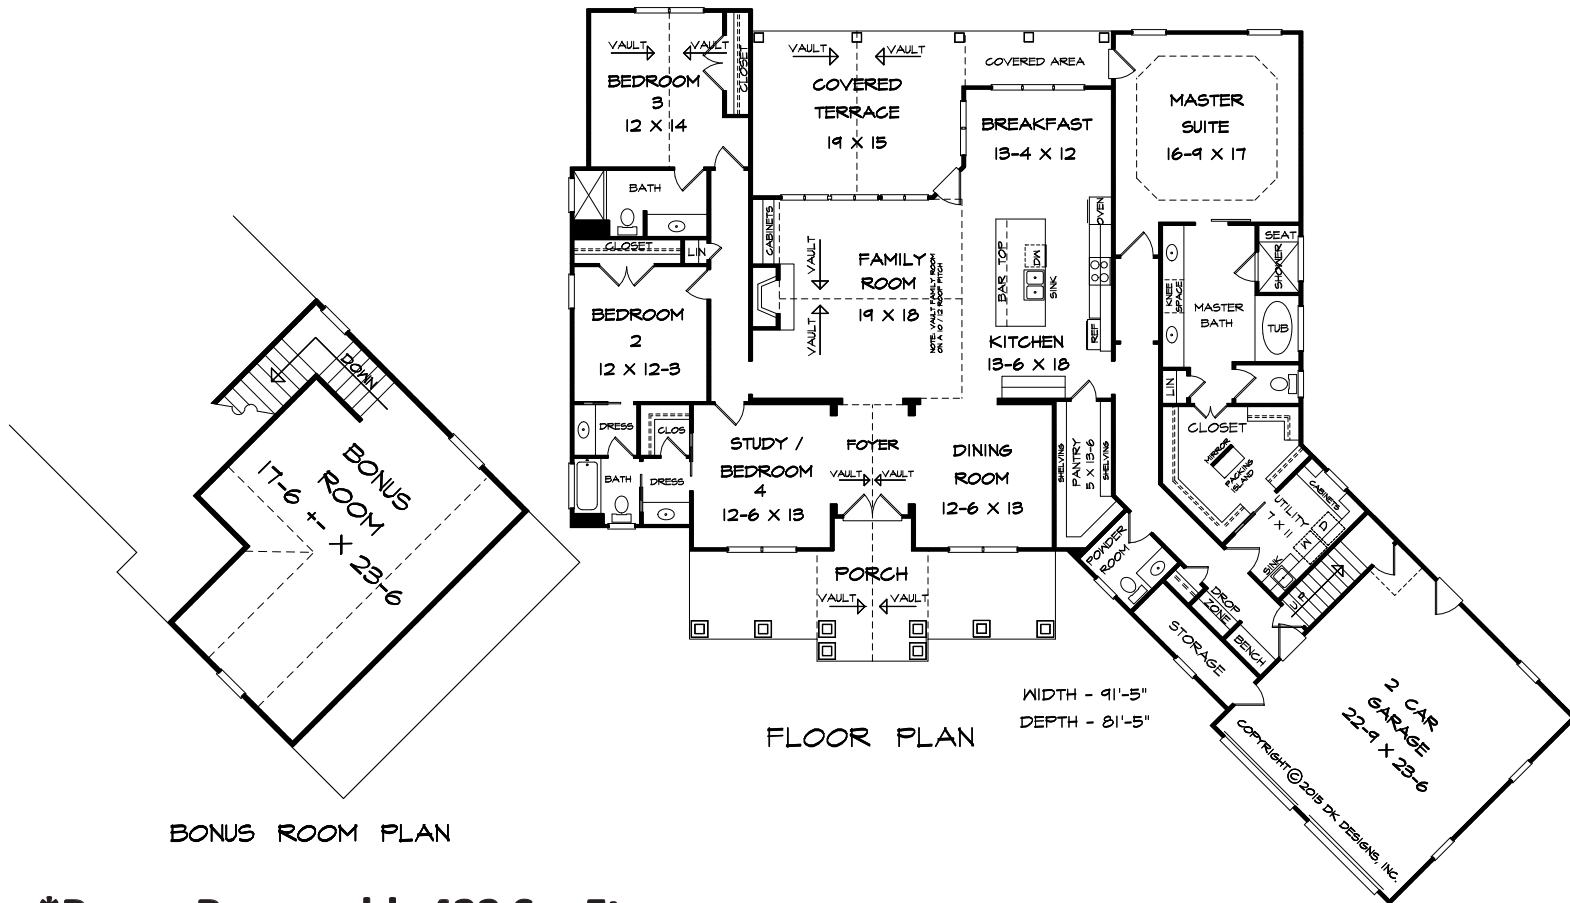 VAULT
VAULT
CLOSET
BEDROOM
3
12 X 14
VAULT
VAULT
COVERED
TERRACE
19 X 15
COVERED AREA
BREAKFAST
13-4 X 12
MASTER
SUITE
16-9 X 17
BATH
CLOSET
LIN
CABINETS
VAULT
VAULT
FAMILY
ROOM
19 X 18
NOTE: VAULT FAMILY ROOM
ON A 10 / 12 ROOF PITCH
BAR TOP
DW
SINK
OVEN
REF
KITCHEN
13-6 X 18
SEAT
SHOWER
KNEE
SPACE
MASTER
BATH
TUB
LIN
BEDROOM
2
12 X 12-3
DRESS
CLOS
BATH
DRESS
STUDY /
BEDROOM
4
12-6 X 13
FOYER
VAULT
VAULT
DINING
ROOM
12-6 X 13
SHELVING
PANTRY
5 X 13-6
SHELVING
CLOSET
MIRROR
PACKING
ISLAND
CABINETS
UTILITY
7 X 11
D
W
SINK
UP
POWDER
ROOM
DROP
ZONE
BENCH
STORAGE
PORCH
VAULT
VAULT
2 CAR
GARAGE
22-9 X 23-6
COPYRIGHT © 2015 DK DESIGNS, INC.
WIDTH - 91'-5"
DEPTH - 81'-5"
FLOOR PLAN
DOWN
BONUS
ROOM
17-6 +- X 23-6
BONUS ROOM PLAN